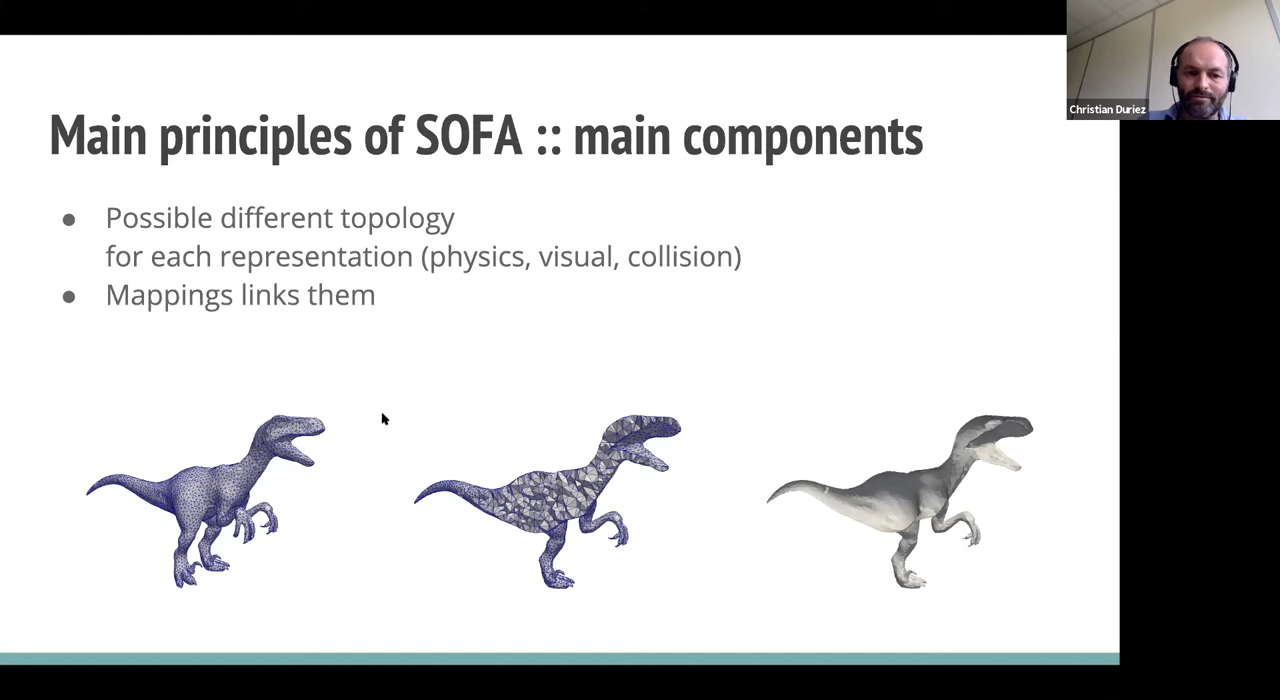 Christian Duriez
Main principles of SOFA :: main components
● Possible different topology
for each representation (physics, visual, collision)
● Mappings links them